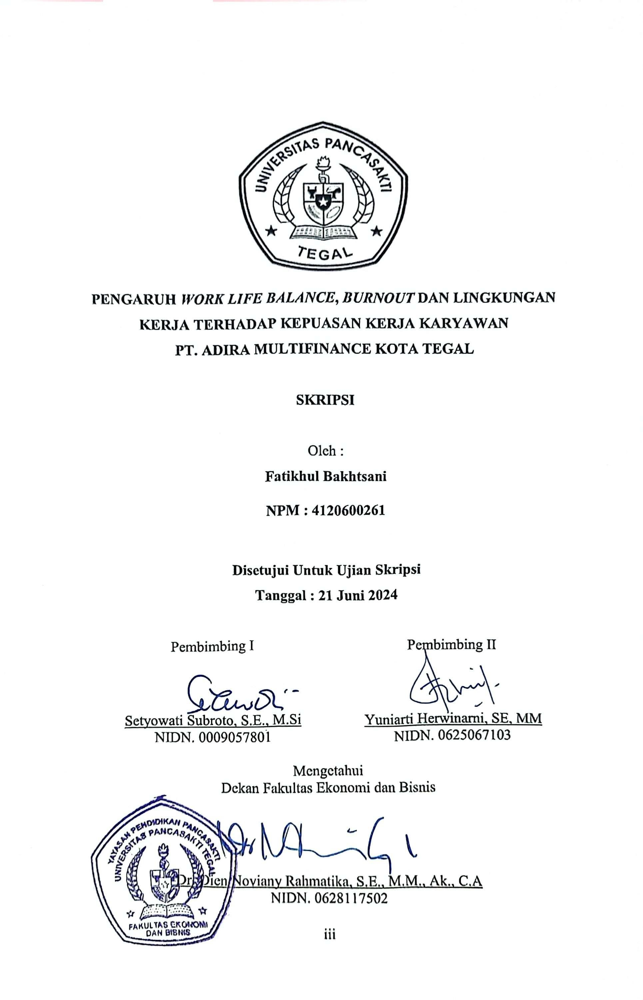 UNIVERSITAS PANCASAKTI
TEGAL
PENGARUH WORK LIFE BALANCE, BURNOUT DAN LINGKUNGAN
KERJA TERHADAP KEPUASAN KERJA KARYAWAN
PT. ADIRA MULTIFINANCE KOTA TEGAL
SKRIPSI
Oleh :
Fatikhul Bakhtsani
NPM : 4120600261
Disetujui Untuk Ujian Skripsi
Tanggal : 21 Juni 2024
Pembimbing I
Pembimbing II
Setyowati Subroto, S.E., M.Si
NIDN. 0009057801
Yuniarti Herwinarni, SE, MM
NIDN. 0625067103
Mengetahui
Dekan Fakultas Ekonomi dan Bisnis
YAYASAN PENDIDIKAN PANCASAKTI
UNIVERSITAS PANCASAKTI TEGAL
FAKULTAS EKONOMI
DAN BISNIS
Dr. Dien Noviany Rahmatika, S.E., M.M., Ak., C.A
NIDN. 0628117502
iii